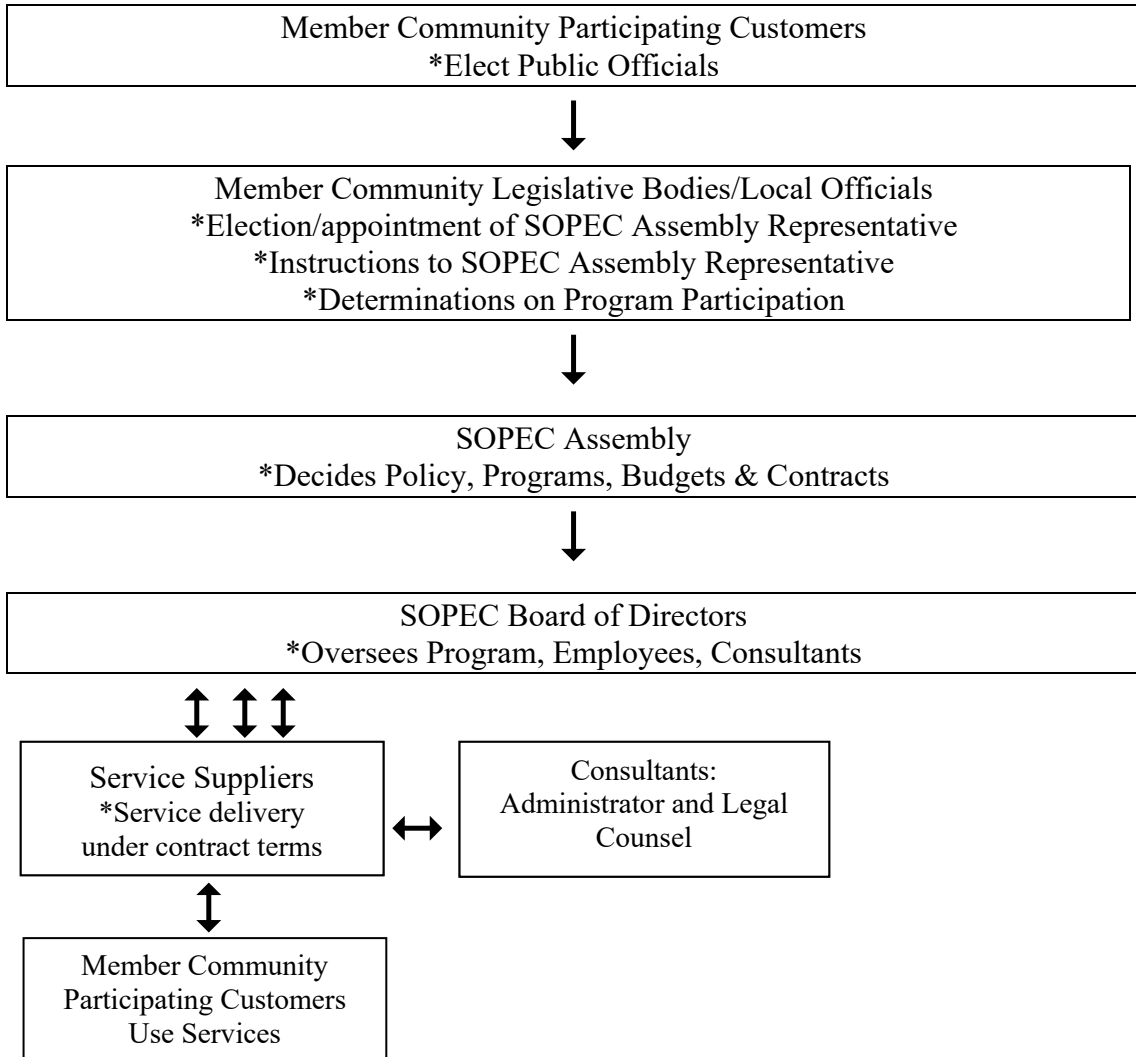 Member Community Participating Customers
*Elect Public Officials
Member Community Legislative Bodies/Local Officials
*Election/appointment of SOPEC Assembly Representative
*Instructions to SOPEC Assembly Representative
*Determinations on Program Participation
SOPEC Assembly
*Decides Policy, Programs, Budgets & Contracts
SOPEC Board of Directors
*Oversees Program, Employees, Consultants
Service Suppliers
*Service delivery
under contract terms
Consultants:
Administrator and Legal
Counsel
Member Community
Participating Customers
Use Services